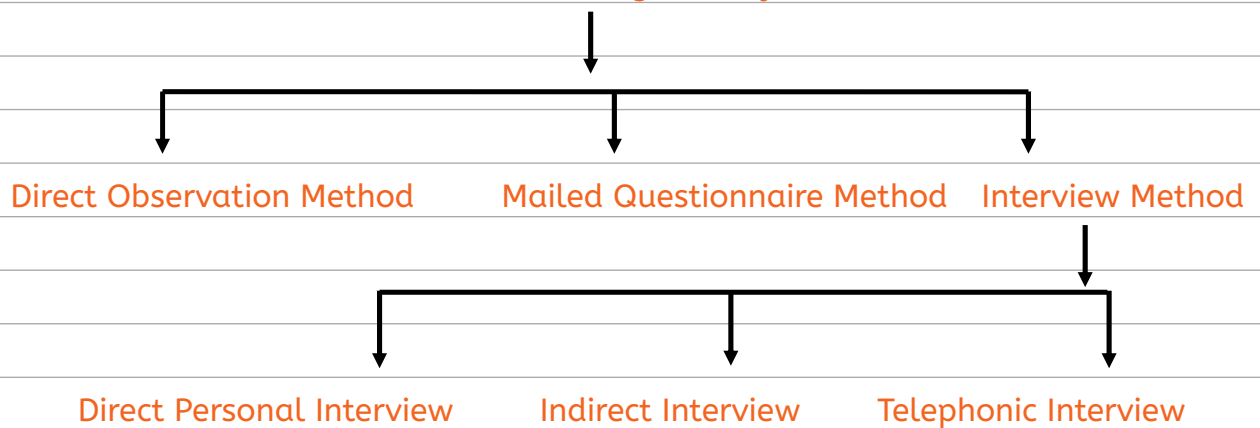 Direct Observation Method Mailed Questionnaire Method Interview Method
Direct Personal Interview Indirect Interview Telephonic Interview